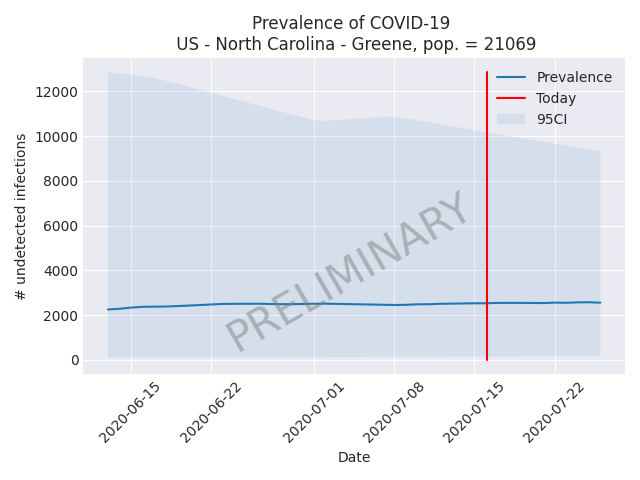 Prevalence of COVID-19
US - North Carolina - Greene, pop. = 21069
Prevalence
Today
95CI
# undetected infections
12000
10000
8000
6000
4000
2000
0
PRELIMINARY
2020-06-15
2020-06-22
2020-07-01
2020-07-08
2020-07-15
2020-07-22
Date